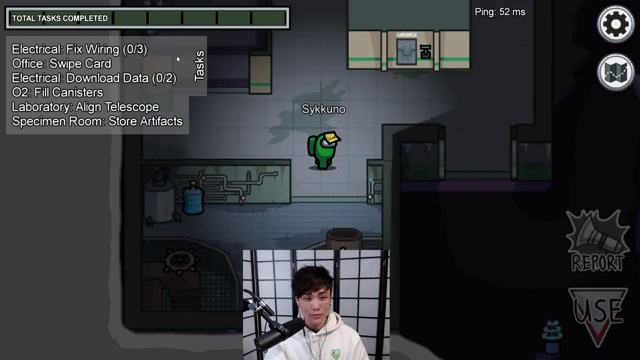 TOTAL TASKS COMPLETED
Ping: 52 ms
Electrical: Fix Wiring (0/3)
Office: Swipe Card
Electrical: Download Data (0/2)
O2: Fill Canisters
Laboratory: Align Telescope
Specimen Room: Store Artifacts
Tasks
Sykkuno
REPORT
USE